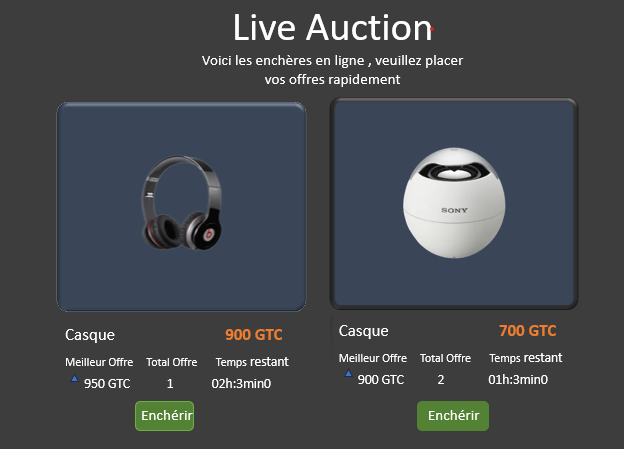 Live Auction
Voici les enchères en ligne , veuillez placer
vos offres rapidement
SONY
Casque 900 GTC
Meilleur Offre Total Offre Temps restant
950 GTC 1 02h:3min0
Enchérir
Casque 700 GTC
Meilleur Offre Total Offre Temps restant
900 GTC 2 01h:3min0
Enchérir